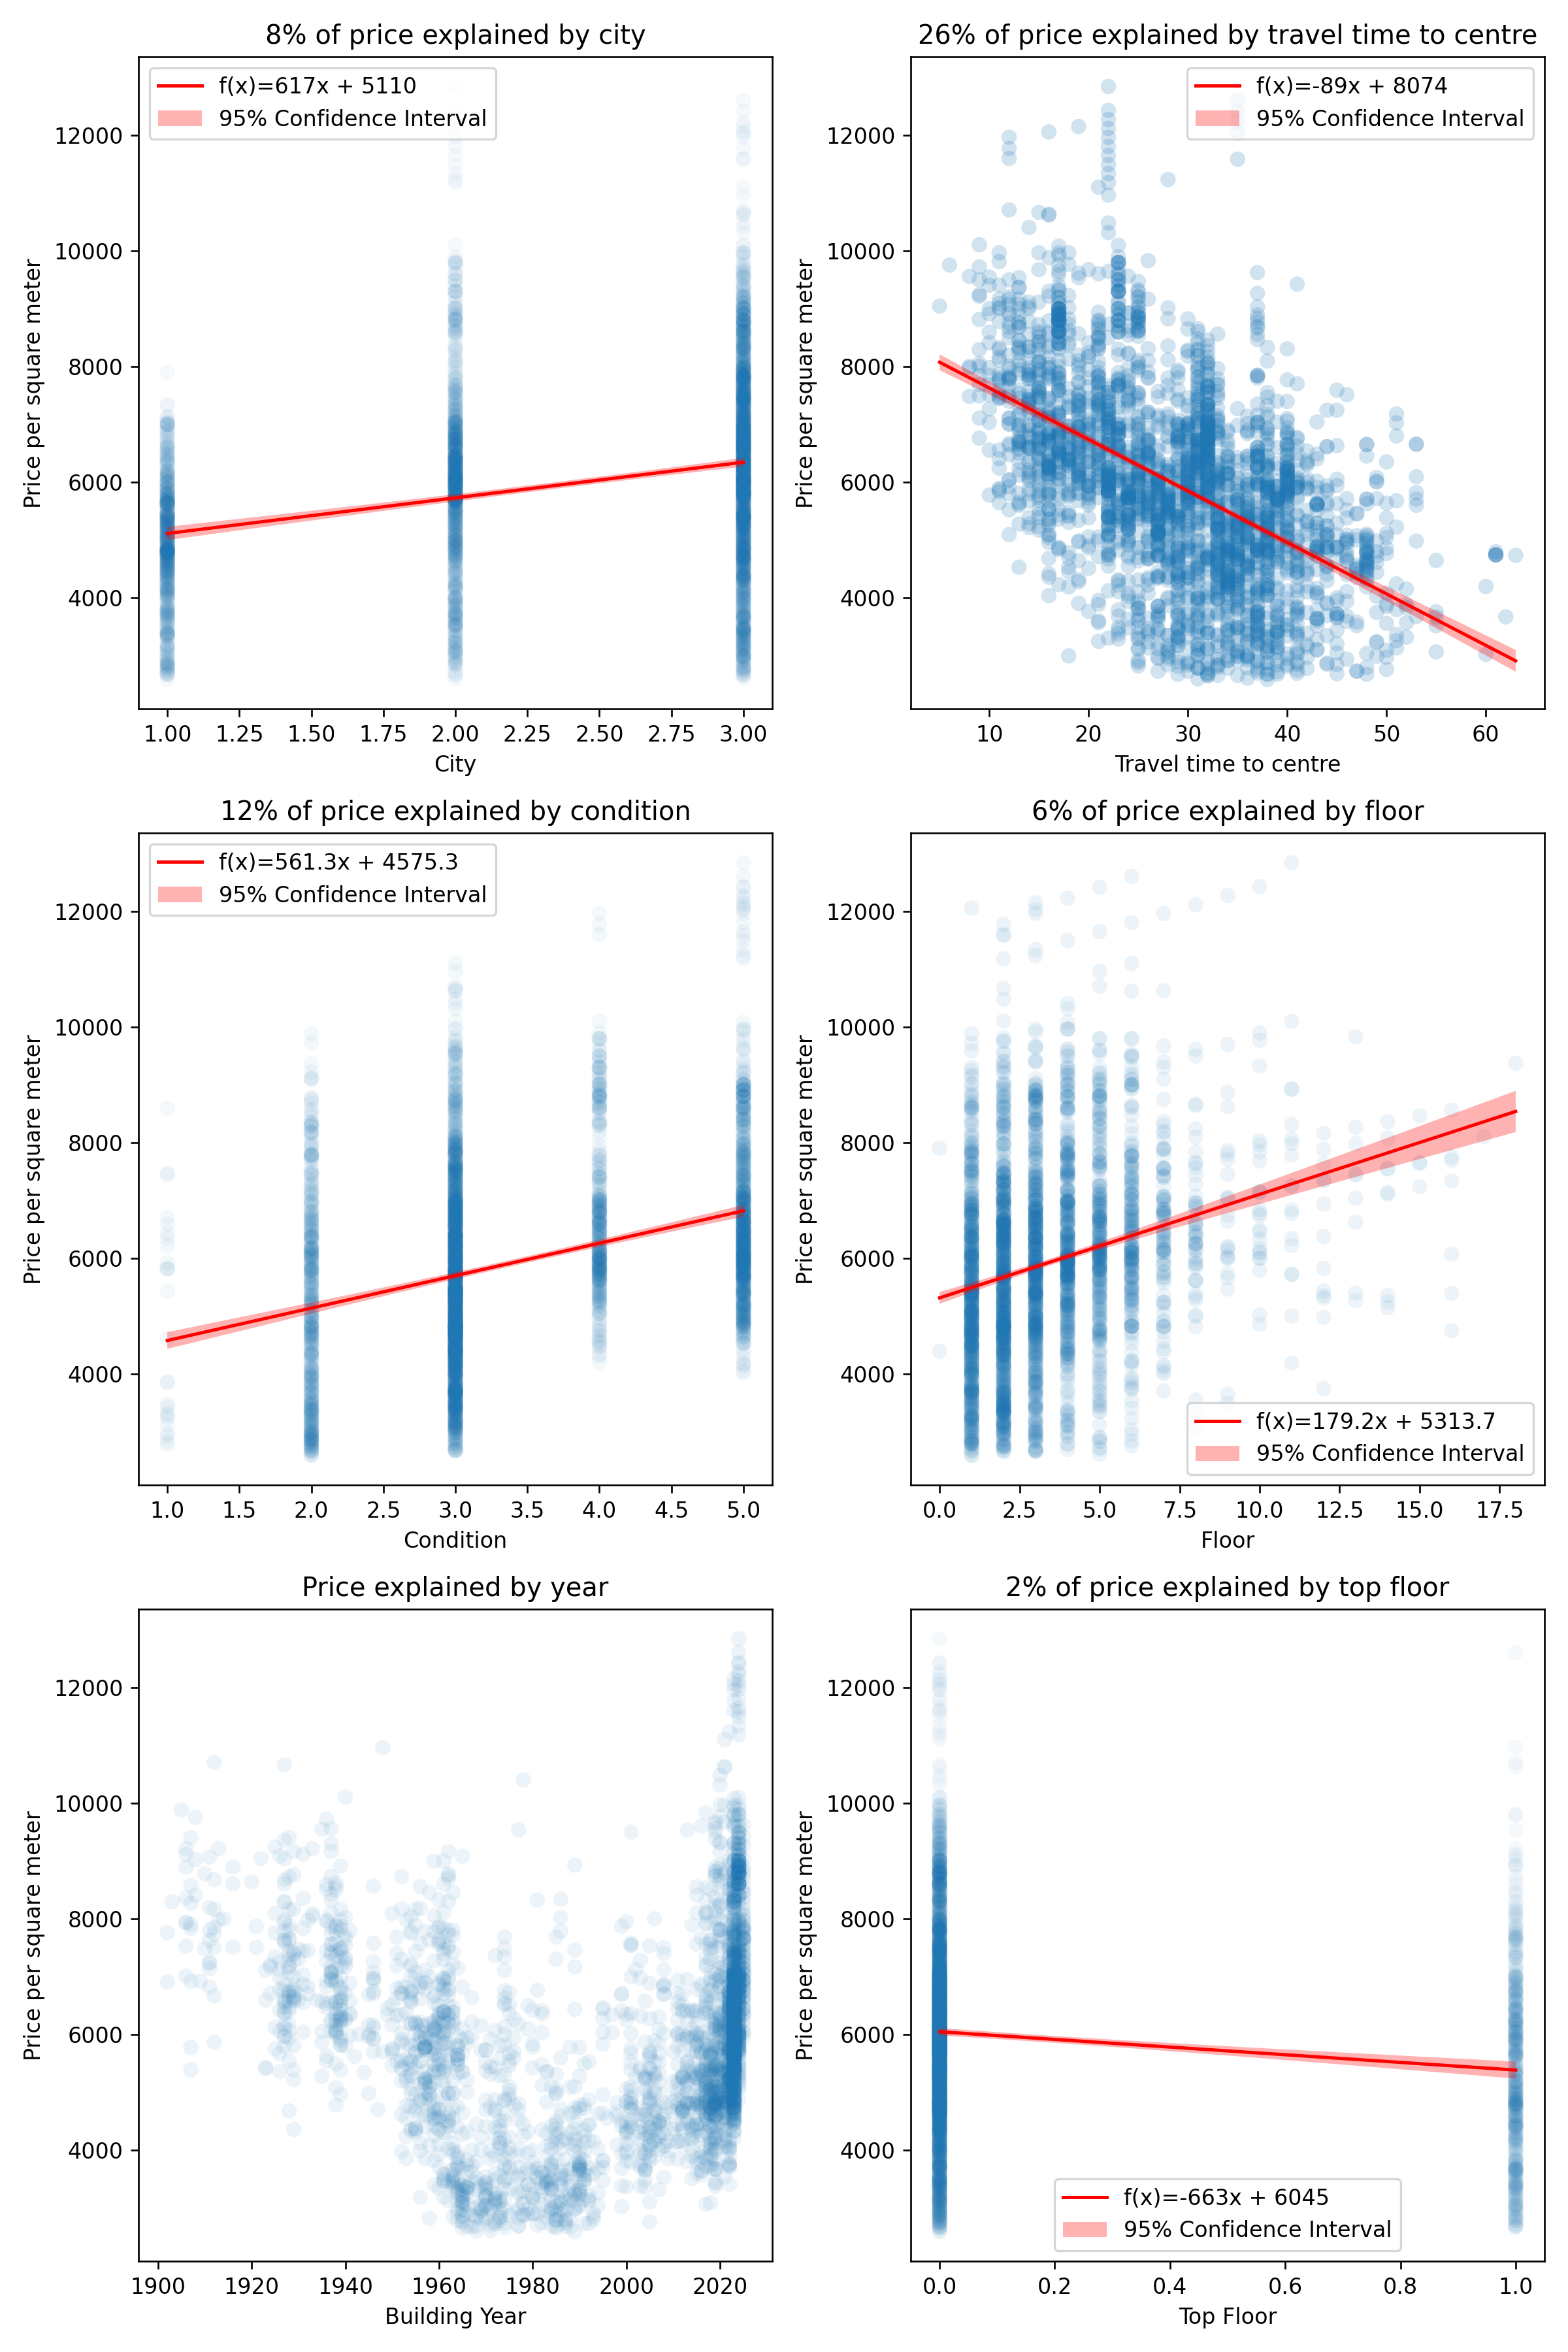 8% of price explained by city
f(x)=617x + 5110
95% Confidence Interval
12000
10000
8000
6000
4000
Price per square meter
1.00 1.25 1.50 1.75 2.00 2.25 2.50 2.75 3.00
City
26% of price explained by travel time to centre
f(x)=-89x + 8074
95% Confidence Interval
12000
10000
8000
6000
4000
Price per square meter
10 20 30 40 50 60
Travel time to centre
12% of price explained by condition
f(x)=561.3x + 4575.3
95% Confidence Interval
12000
10000
8000
6000
4000
Price per square meter
1.0 1.5 2.0 2.5 3.0 3.5 4.0 4.5 5.0
Condition
6% of price explained by floor
12000
10000
8000
6000
4000
Price per square meter
f(x)=179.2x + 5313.7
95% Confidence Interval
0.0 2.5 5.0 7.5 10.0 12.5 15.0 17.5
Floor
Price explained by year
12000
10000
8000
6000
4000
Price per square meter
1900 1920 1940 1960 1980 2000 2020
Building Year
2% of price explained by top floor
12000
10000
8000
6000
4000
Price per square meter
f(x)=-663x + 6045
95% Confidence Interval
0.0 0.2 0.4 0.6 0.8 1.0
Top Floor